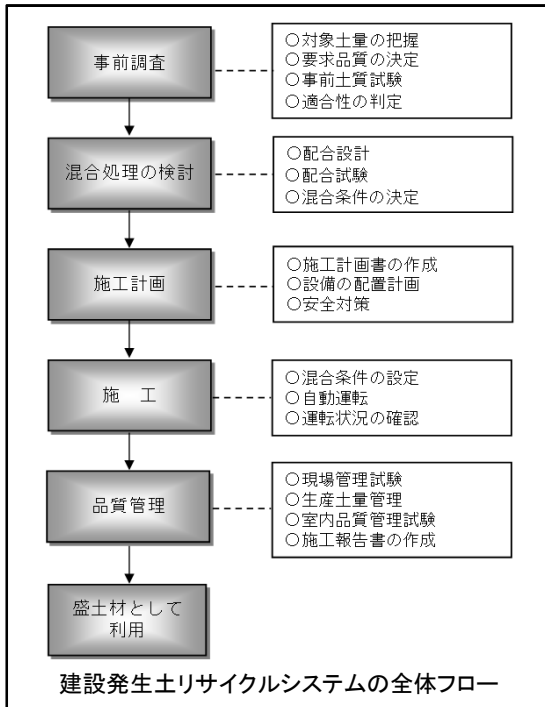 事前調査
○対象土量の把握
○要求品質の決定
○事前土質試験
○適合性の判定
混合処理の検討
○配合設計
○配合試験
○混合条件の決定
施工計画
○施工計画書の作成
○設備の配置計画
○安全対策
施　工
○混合条件の設定
○自動運転
○運転状況の確認
品質管理
○現場管理試験
○生産土量管理
○室内品質管理試験
○施工報告書の作成
盛土材として
利用
建設発生土リサイクルシステムの全体フロー